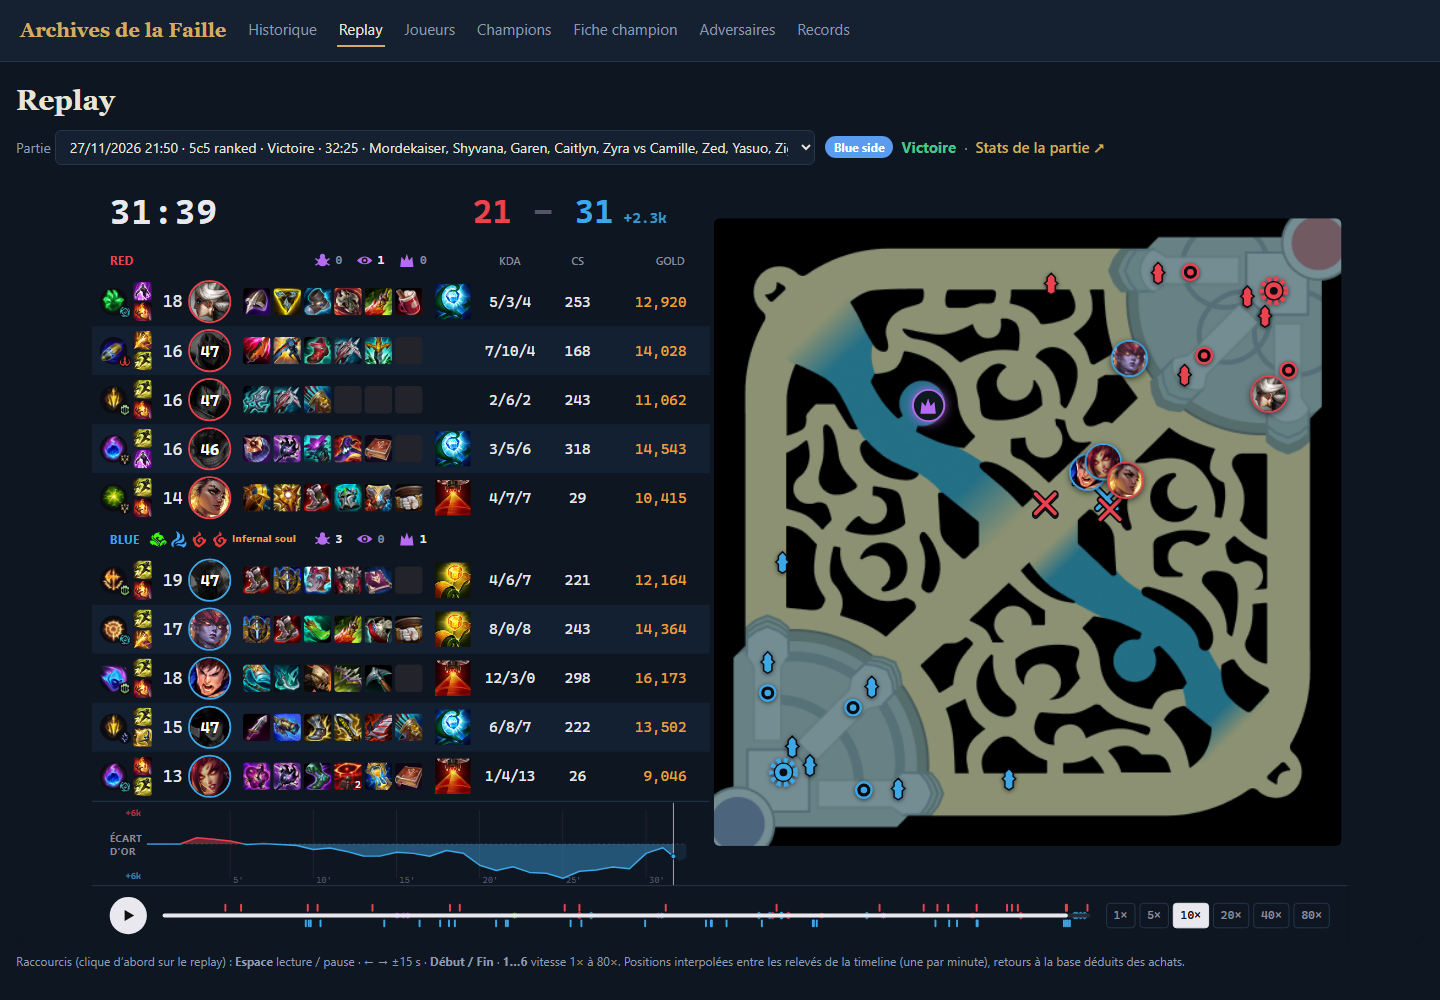 Archives de la Faille Historique Replay Joueurs Champions Fiche champion Adversaires Records
Replay
Partie 27/11/2026 21:50 · 5c5 ranked · Victoire · 32:25 · Mordekaiser, Shyvana, Garen, Caitlyn, Zyra vs Camille, Zed, Yasuo, Zi Blue side Victoire · Stats de la partie ↗
31:39 21 – 31 +2.3k
RED 0 1 0 KDA CS GOLD
18 5/3/4 253 12,920
16 47 7/10/4 168 14,028
16 47 2/6/2 243 11,062
16 46 3/5/6 318 14,543
14 4/7/7 29 10,415
BLUE Infernal soul 3 0 1
19 47 4/6/7 221 12,164
17 8/0/8 243 14,364
18 12/3/0 298 16,173
15 47 6/8/7 222 13,502
13 2 1/4/13 26 9,046
+6k
ÉCART
D'OR
+6k 5' 10' 15' 20' 25' 30'
1× 5× 10× 20× 40× 80×
Raccourcis (clique d'abord sur le replay) : Espace lecture / pause · ← → ±15 s · Début / Fin · 1…6 vitesse 1× à 80×. Positions interpolées entre les relevés de la timeline (une par minute), retours à la base déduits des achats.